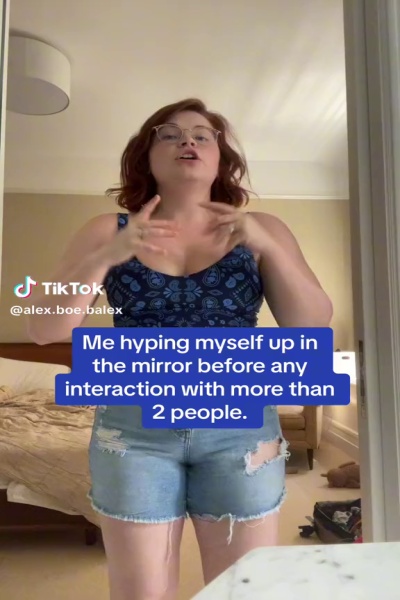 TikTok
@alex.boe.balex
Me hyping myself up in
the mirror before any
interaction with more than
2 people.